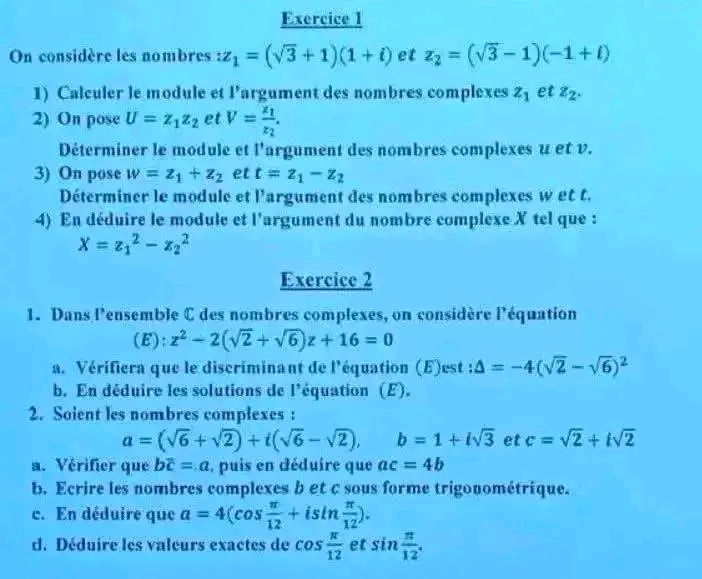 Exercice 1
On considère les nombres :z₁ = (√3 + 1)(1 + i) et z₂ = (√3 − 1)(−1 + i)
1) Calculer le module et l'argument des nombres complexes z₁ et z₂.
2) On pose U = z₁z₂ et V = z₁/z₂.
Déterminer le module et l'argument des nombres complexes u et v.
3) On pose w = z₁ + z₂ et t = z₁ − z₂
Déterminer le module et l'argument des nombres complexes w et t.
4) En déduire le module et l'argument du nombre complexe X tel que :
X = z₁² − z₂²
Exercice 2
1. Dans l'ensemble ℂ des nombres complexes, on considère l'équation
(E): z² − 2(√2 + √6)z + 16 = 0
a. Vérifiera que le discriminant de l'équation (E)est :Δ = −4(√2 − √6)²
b. En déduire les solutions de l'équation (E).
2. Soient les nombres complexes :
a = (√6 + √2) + i(√6 − √2), b = 1 + i√3 et c = √2 + i√2
a. Vérifier que bc̄ = a, puis en déduire que ac = 4b
b. Ecrire les nombres complexes b et c sous forme trigonométrique.
c. En déduire que a = 4(cos π/12 + isin π/12).
d. Déduire les valeurs exactes de cos π/12 et sin π/12.